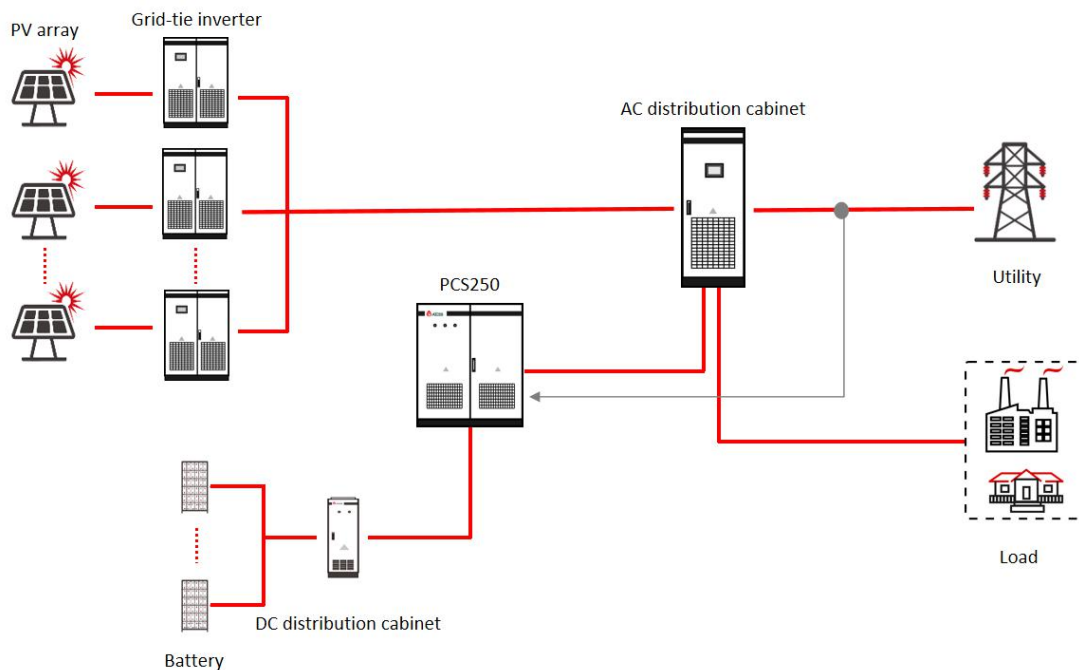 PV array
Grid-tie inverter
AC distribution cabinet
Utility
PCS250
Load
DC distribution cabinet
Battery